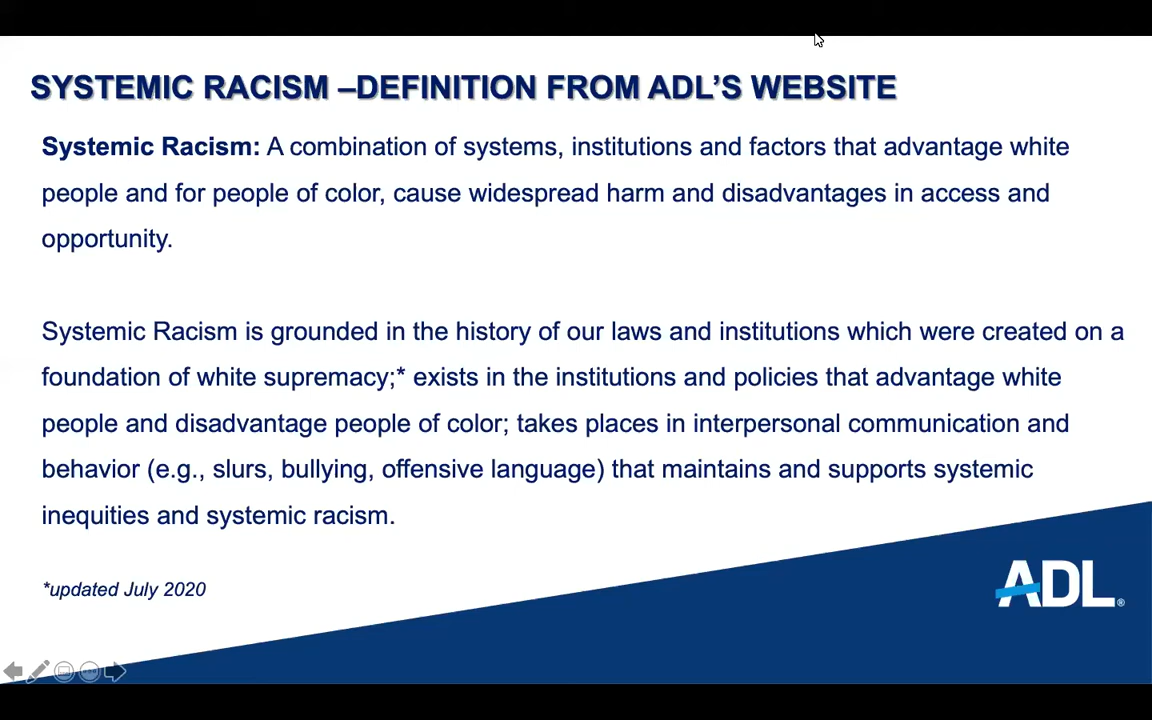 SYSTEMIC RACISM –DEFINITION FROM ADL'S WEBSITE
Systemic Racism: A combination of systems, institutions and factors that advantage white
people and for people of color, cause widespread harm and disadvantages in access and
opportunity.
Systemic Racism is grounded in the history of our laws and institutions which were created on a
foundation of white supremacy;* exists in the institutions and policies that advantage white
people and disadvantage people of color; takes places in interpersonal communication and
behavior (e.g., slurs, bullying, offensive language) that maintains and supports systemic
inequities and systemic racism.
*updated July 2020
ADL®